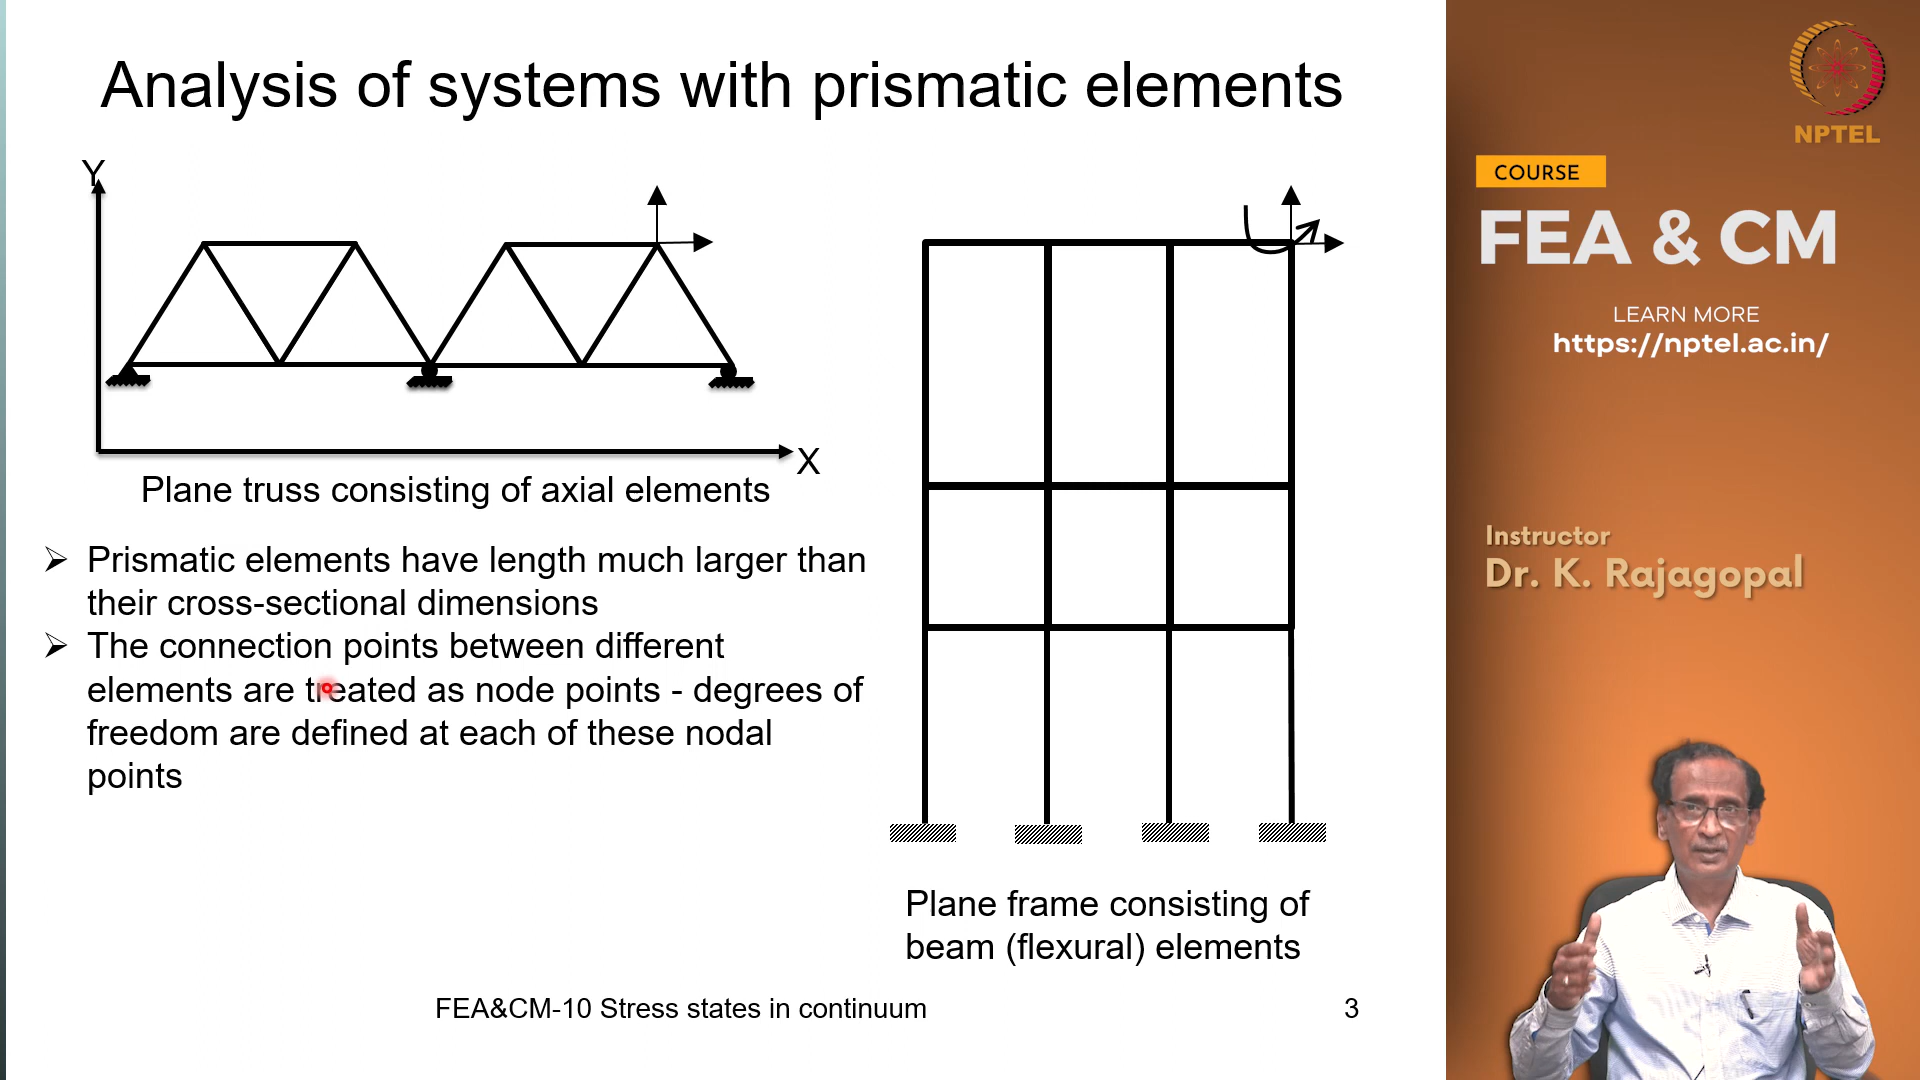 Analysis of systems with prismatic elements
Y
X
Plane truss consisting of axial elements
➢ Prismatic elements have length much larger than
their cross-sectional dimensions
➢ The connection points between different
elements are treated as node points - degrees of
freedom are defined at each of these nodal
points
Plane frame consisting of
beam (flexural) elements
FEA&CM-10 Stress states in continuum
3
NPTEL
COURSE
FEA & CM
LEARN MORE
https://nptel.ac.in/
Instructor
Dr. K. Rajagopal